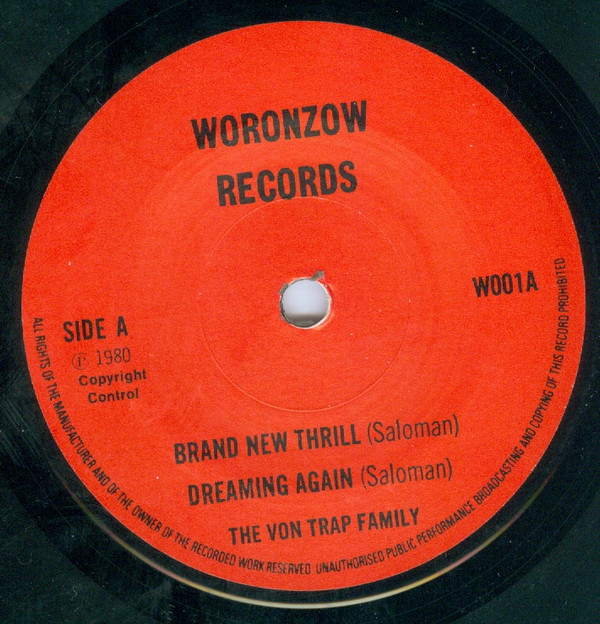 WORONZOW
RECORDS
W001A
SIDE A
℗ 1980
Copyright
Control
BRAND NEW THRILL (Saloman)
DREAMING AGAIN (Saloman)
THE VON TRAP FAMILY
ALL RIGHTS OF THE MANUFACTURER AND OF THE OWNER OF THE RECORDED WORK RESERVED UNAUTHORISED PUBLIC PERFORMANCE BROADCASTING AND COPYING OF THIS RECORD PROHIBITED